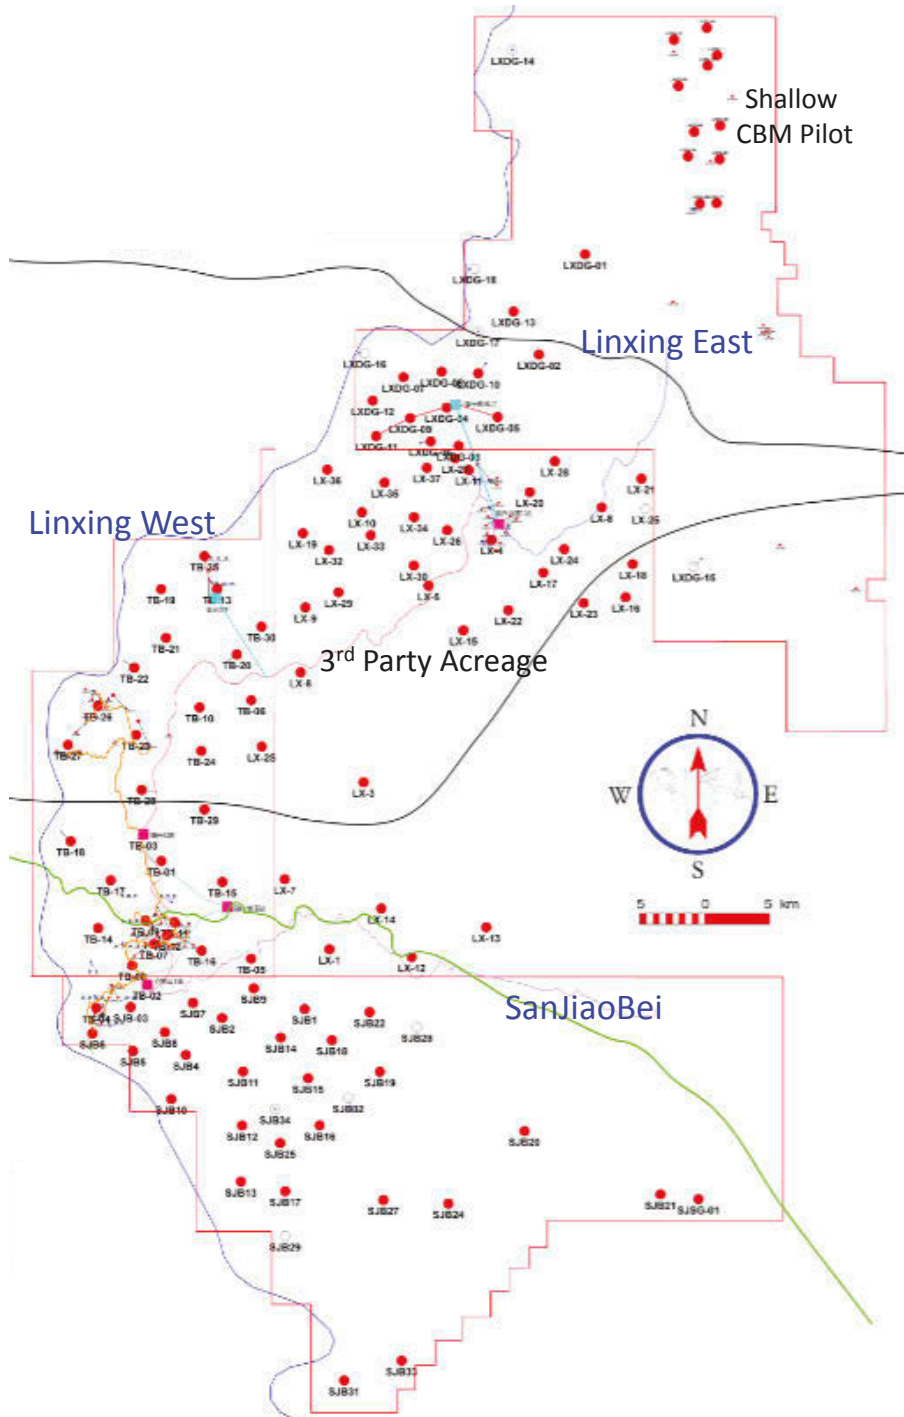 LXDG-14
Shallow
CBM Pilot
LXDG-01
LXDG-18
LXDG-13
LXDG-17
Linxing East
LXDG-16
LXDG-02
LXDG-10
LXDG-12
LXDG-04
LXDG-09
LXDG-05
LXDG-11
LXDG-03
LX-36
LX-37
LX-11
LX-28
LX-35
LX-20
LX-21
Linxing West
LX-10
LX-34
LX-8
LX-25
LX-19
LX-33
LX-26
LX-4
LX-32
LX-24
TB-35
LX-30
LX-17
LX-18
LXDG-15
TB-19
TB-13
LX-29
LX-5
LX-9
LX-22
LX-23
LX-16
TB-30
LX-15
TB-21
TB-20
3rd Party Acreage
TB-22
LX-6
TB-26
TB-10
TB-06
N
TB-25
TB-27
TB-24
LX-25
TB-28
LX-3
W
E
TB-29
TB-18
TB-03
S
TB-01
TB-17
TB-15
LX-7
5 0 5 km
LX-14
TB-14
TB-11
TB-12
LX-13
TB-07
TB-16
TB-05
LX-1
LX-12
TB-02
SJB9
SanJiaoBei
SJB-03
SJB7
SJB2
SJB1
SJB22
SJB28
SJB6
SJB8
SJB14
SJB18
SJB5
SJB4
SJB11
SJB15
SJB19
SJB10
SJB34
SJB32
SJB12
SJB25
SJB16
SJB20
SJB13
SJB17
SJB27
SJB24
SJB21
SJSG-01
SJB29
SJB33
SJB31